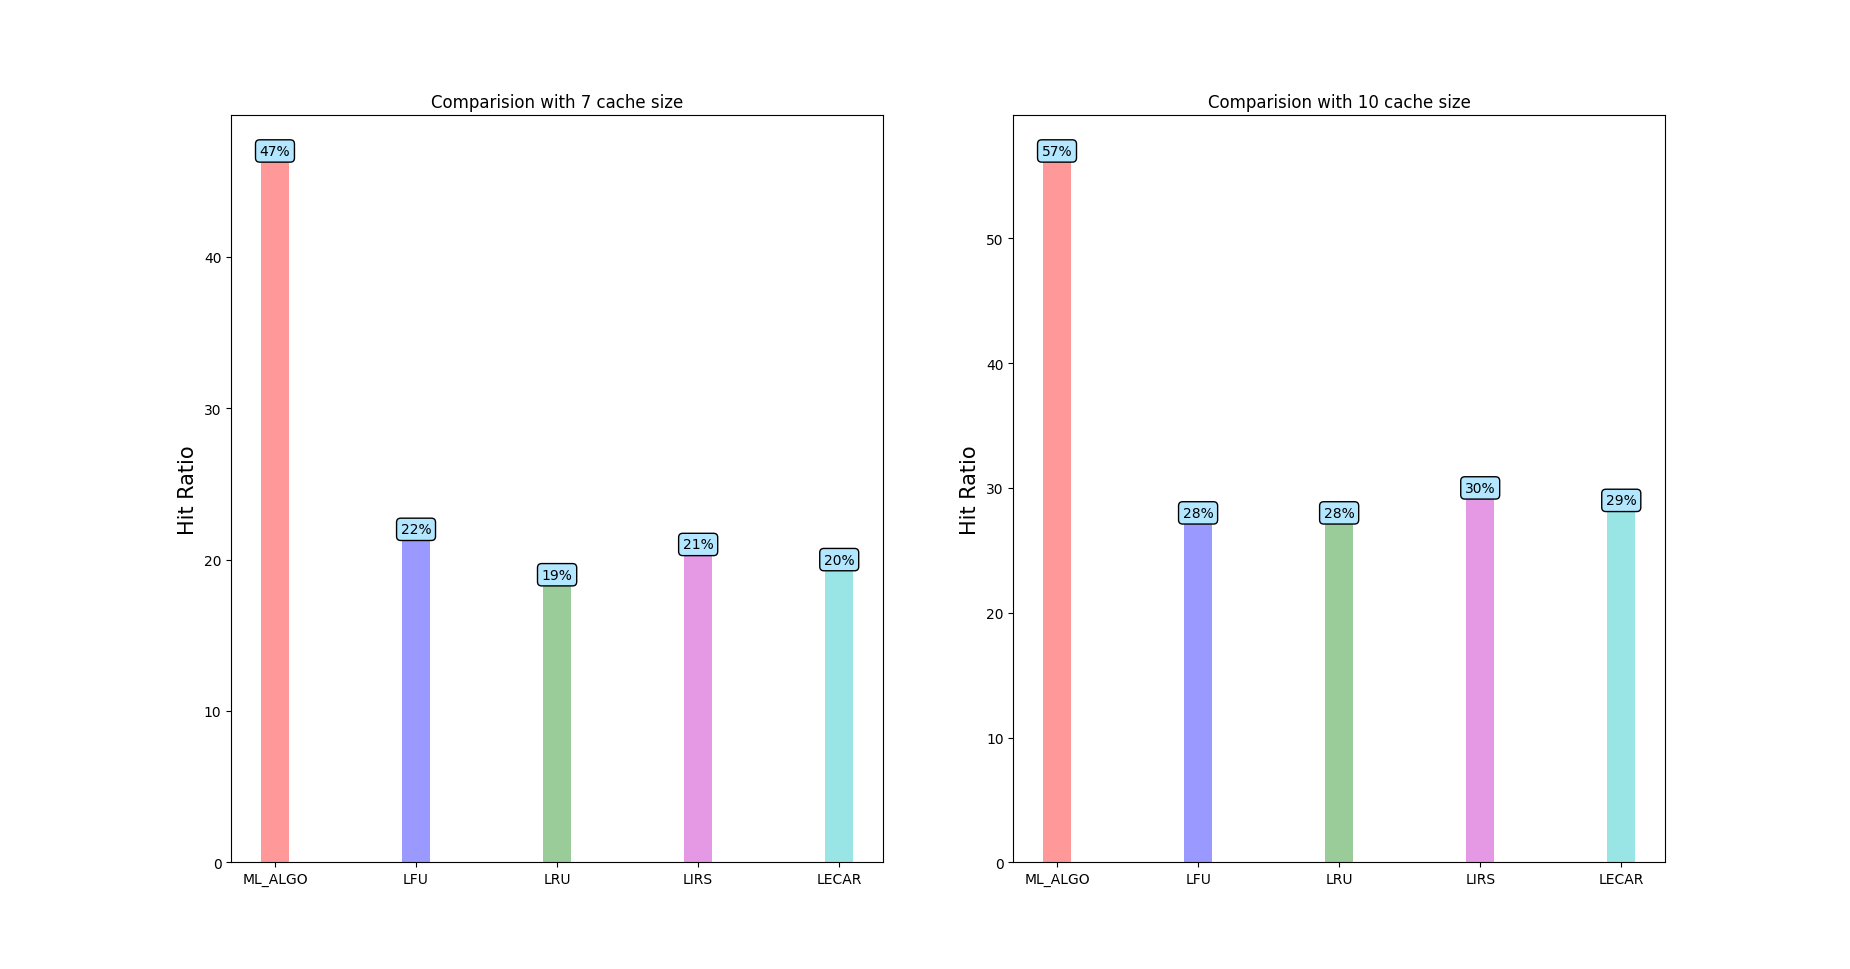 Comparision with 7 cache size
Hit Ratio
40
30
20
10
0
47%
22%
19%
21%
20%
ML_ALGO
LFU
LRU
LIRS
LECAR
Comparision with 10 cache size
Hit Ratio
50
40
30
20
10
0
57%
28%
28%
30%
29%
ML_ALGO
LFU
LRU
LIRS
LECAR